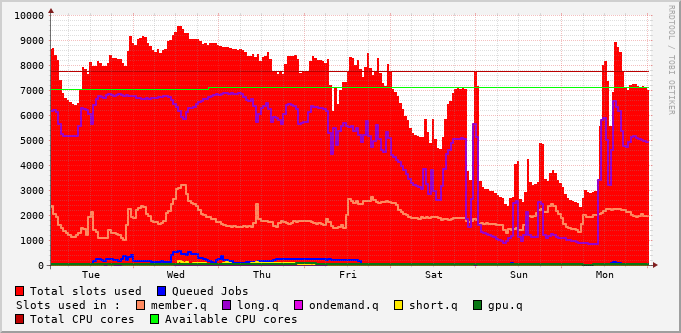 10000
9000
8000
7000
6000
5000
4000
3000
2000
1000
0
Tue Wed Thu Fri Sat Sun Mon
Total slots used Queued Jobs
Slots used in : member.q long.q ondemand.q short.q gpu.q
Total CPU cores Available CPU cores
RRDTOOL / TOBI OETIKER